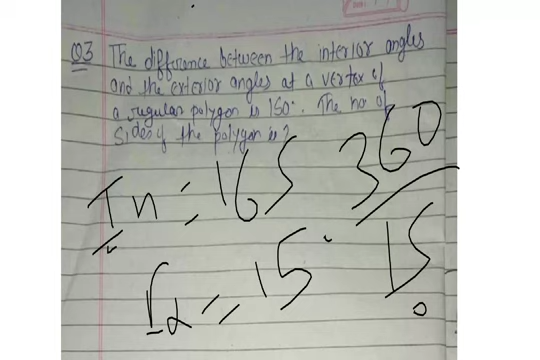 Q3 The difference between the interior angles
and the exterior angles at a vertex of
a regular polygon is 150°. The no of
Sides of the polygon is?
In = 165
360
Ex = 15
15